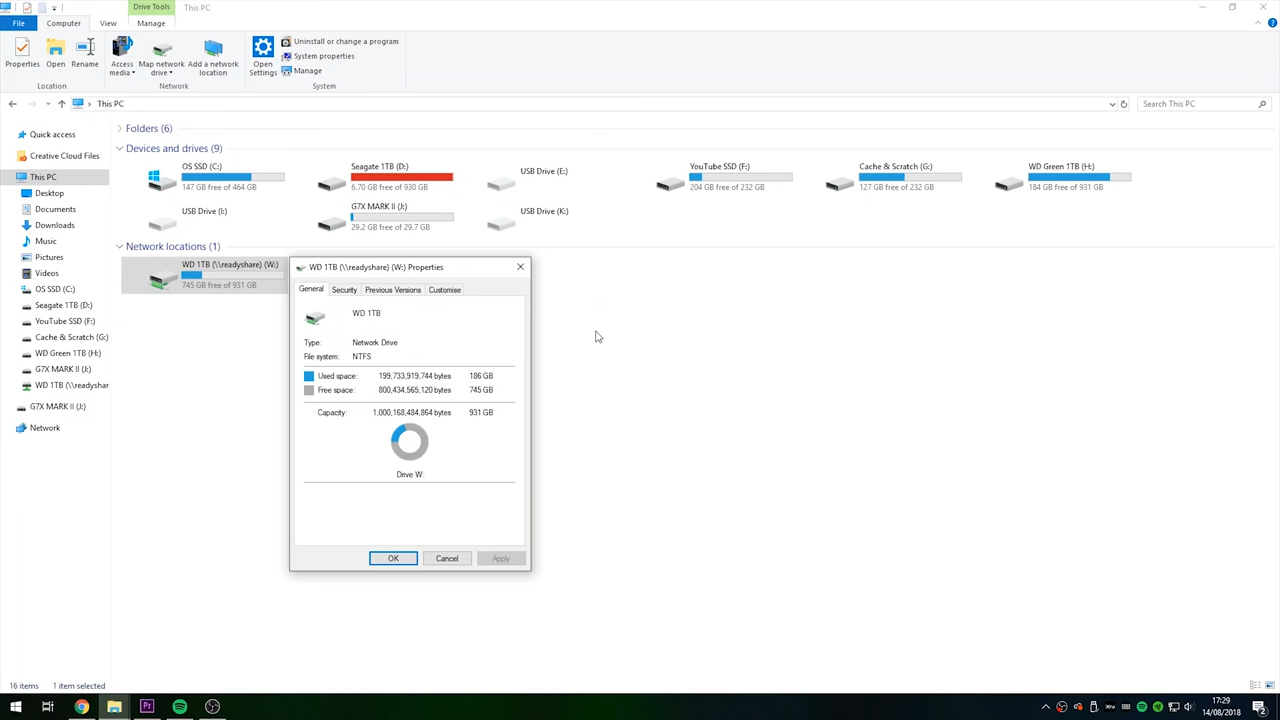 Drive Tools This PC
File Computer View Manage
Properties Open Rename Access media Map network drive Add a network location Open Settings Uninstall or change a program
System properties
Manage
Location Network System
This PC Search This PC
Quick access
Creative Cloud Files
This PC
Desktop
Documents
Downloads
Music
Pictures
Videos
OS SSD (C:)
Seagate 1TB (D:)
YouTube SSD (F:)
Cache & Scratch (G:)
WD Green 1TB (H:)
G7X MARK II (J:)
WD 1TB (\\readyshar
G7X MARK II (J:)
Network
Folders (6)
Devices and drives (9)
OS SSD (C:)
147 GB free of 464 GB
Seagate 1TB (D:)
6.70 GB free of 930 GB
USB Drive (E:)
YouTube SSD (F:)
204 GB free of 232 GB
Cache & Scratch (G:)
127 GB free of 232 GB
WD Green 1TB (H:)
184 GB free of 931 GB
USB Drive (I:)
G7X MARK II (J:)
29.2 GB free of 29.7 GB
USB Drive (K:)
Network locations (1)
WD 1TB (\\readyshare) (W:)
745 GB free of 931 GB
WD 1TB (\\readyshare) (W:) Properties
General Security Previous Versions Customise
WD 1TB
Type: Network Drive
File system: NTFS
Used space: 199,733,919,744 bytes 186 GB
Free space: 800,434,565,120 bytes 745 GB
Capacity: 1,000,168,484,864 bytes 931 GB
Drive W:
OK Cancel Apply
16 items 1 item selected
17:29
14/08/2018
2